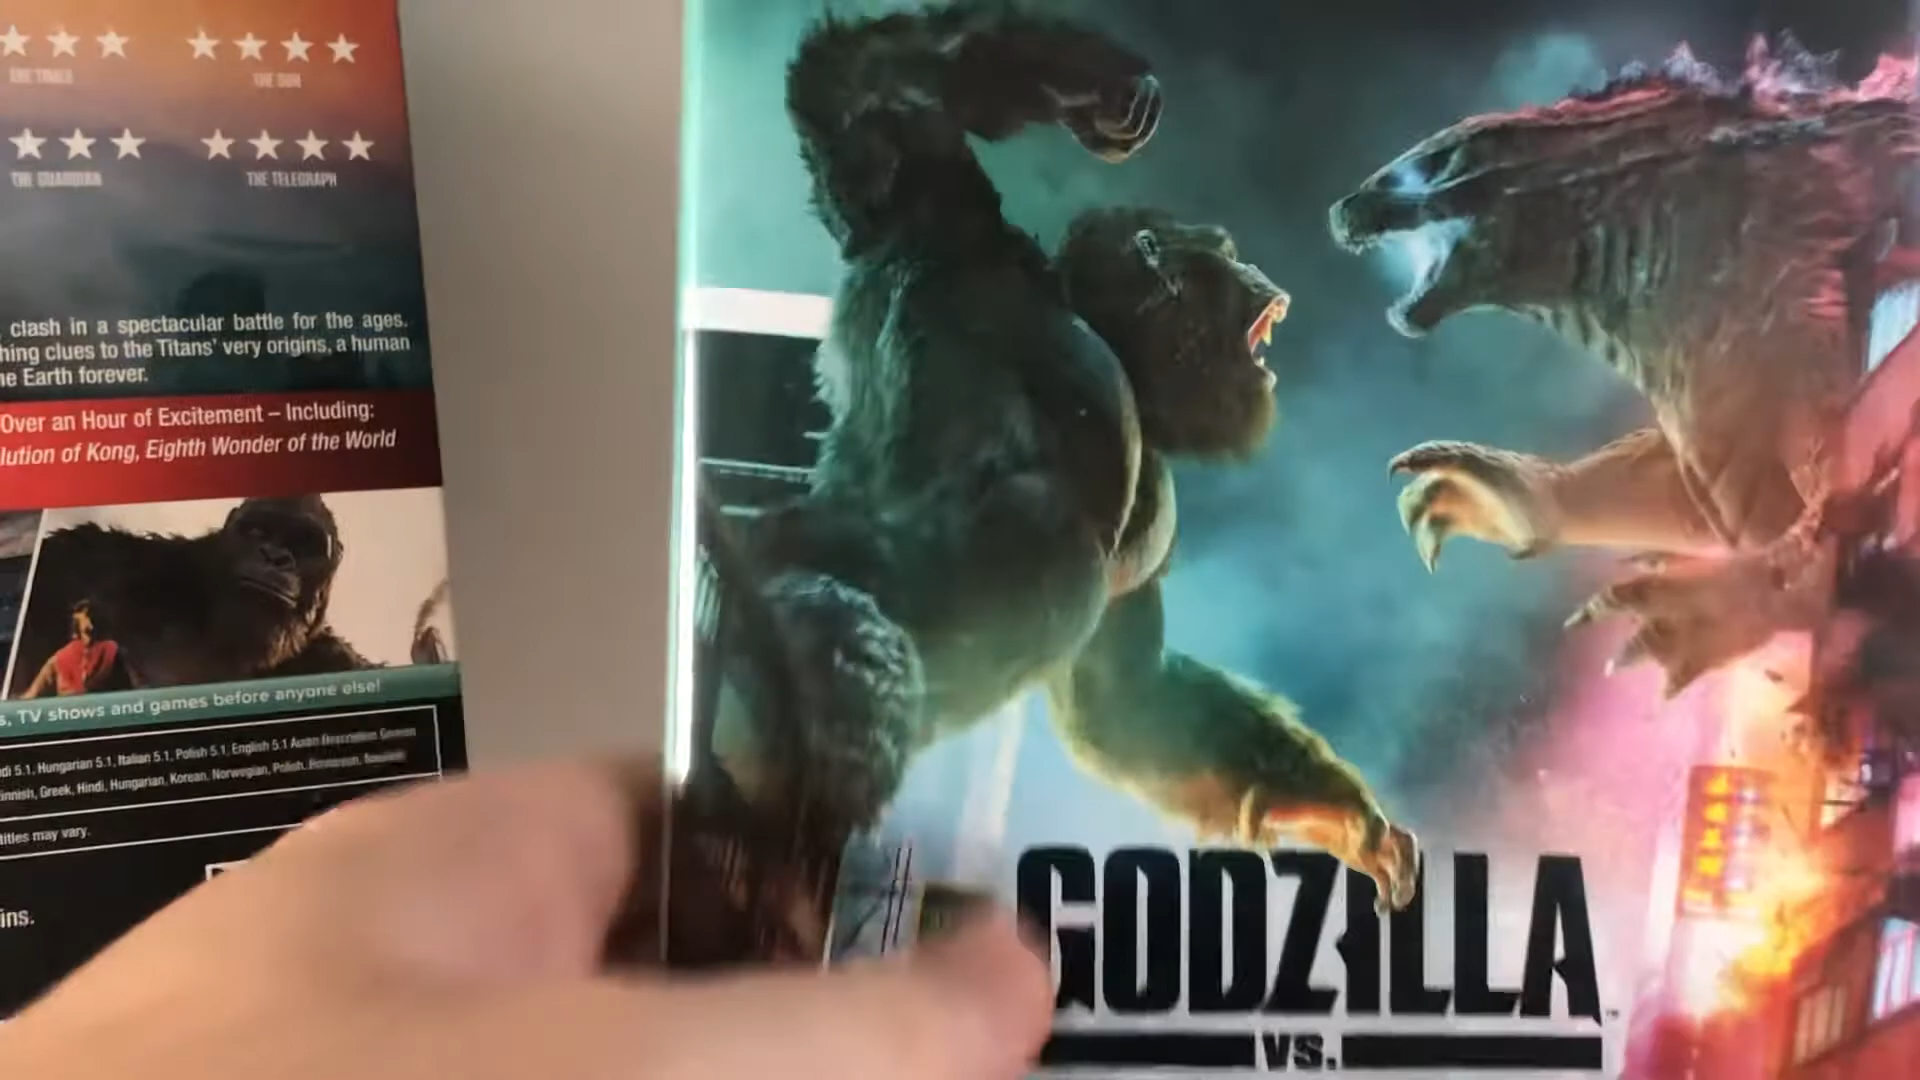 THE TIMES
THE SUN
THE GUARDIAN
THE TELEGRAPH
clash in a spectacular battle for the ages.
hing clues to the Titans' very origins, a human
he Earth forever.
Over an Hour of Excitement – Including:
lution of Kong, Eighth Wonder of the World
s, TV shows and games before anyone else!
di 5.1, Hungarian 5.1, Italian 5.1, Polish 5.1, English 5.1
innish, Greek, Hindi, Hungarian, Korean, Norwegian, Polish,
titles may vary.
ins.
GODZILLA
VS.